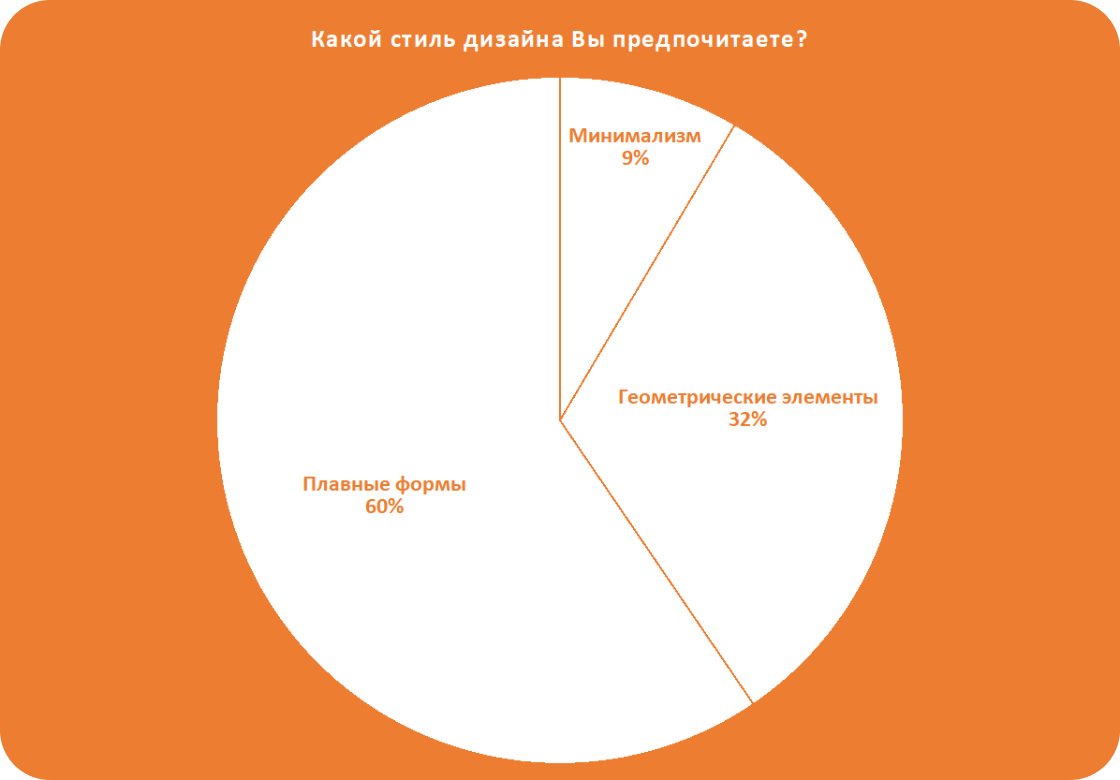 Какой стиль дизайна Вы предпочитаете?
Минимализм
9%
Геометрические элементы
32%
Плавные формы
60%